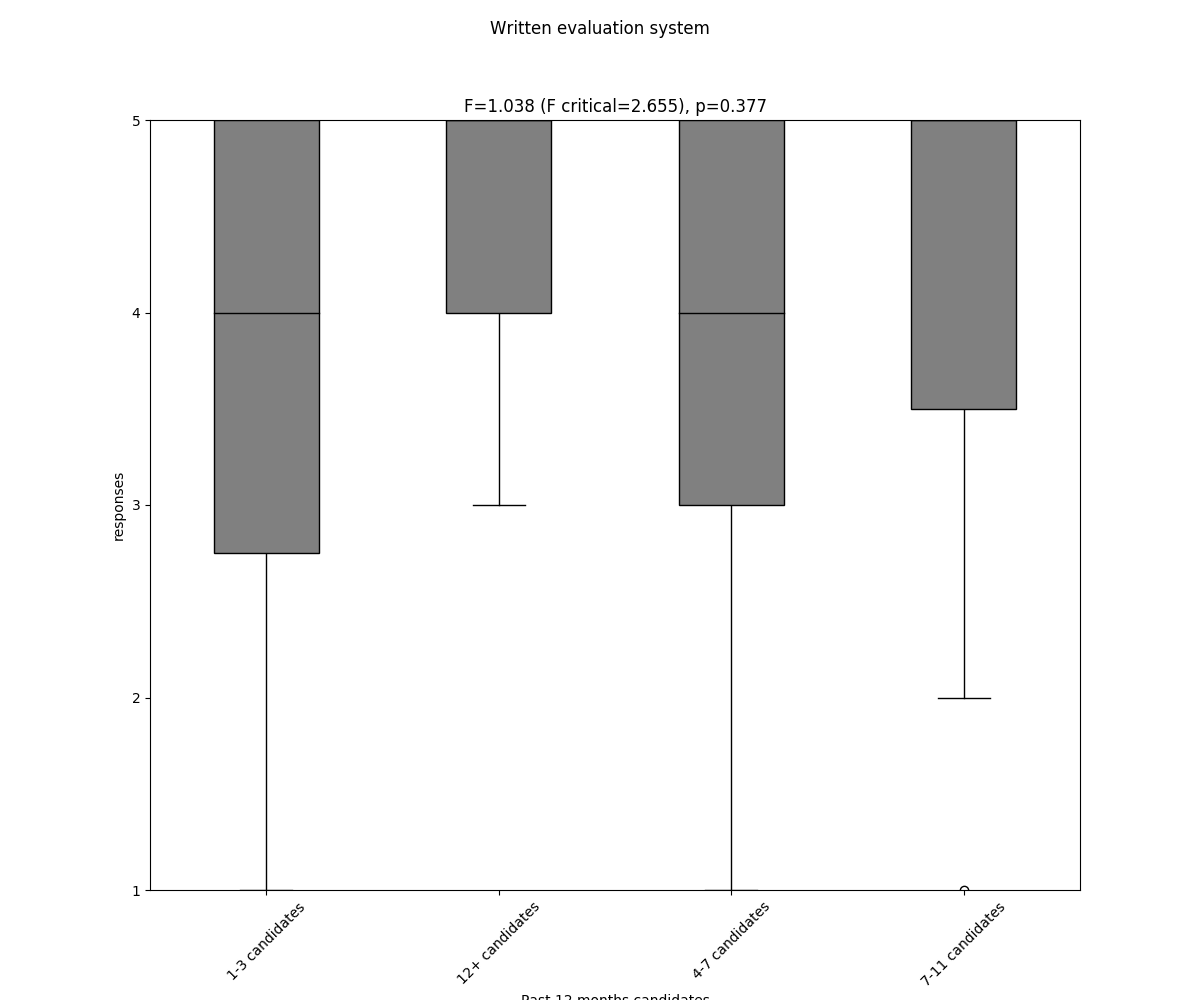 Written evaluation system
F=1.038 (F critical=2.655), p=0.377
5
4
3
2
1
responses
1-3 candidates
12+ candidates
4-7 candidates
7-11 candidates
Past 12 months candidates